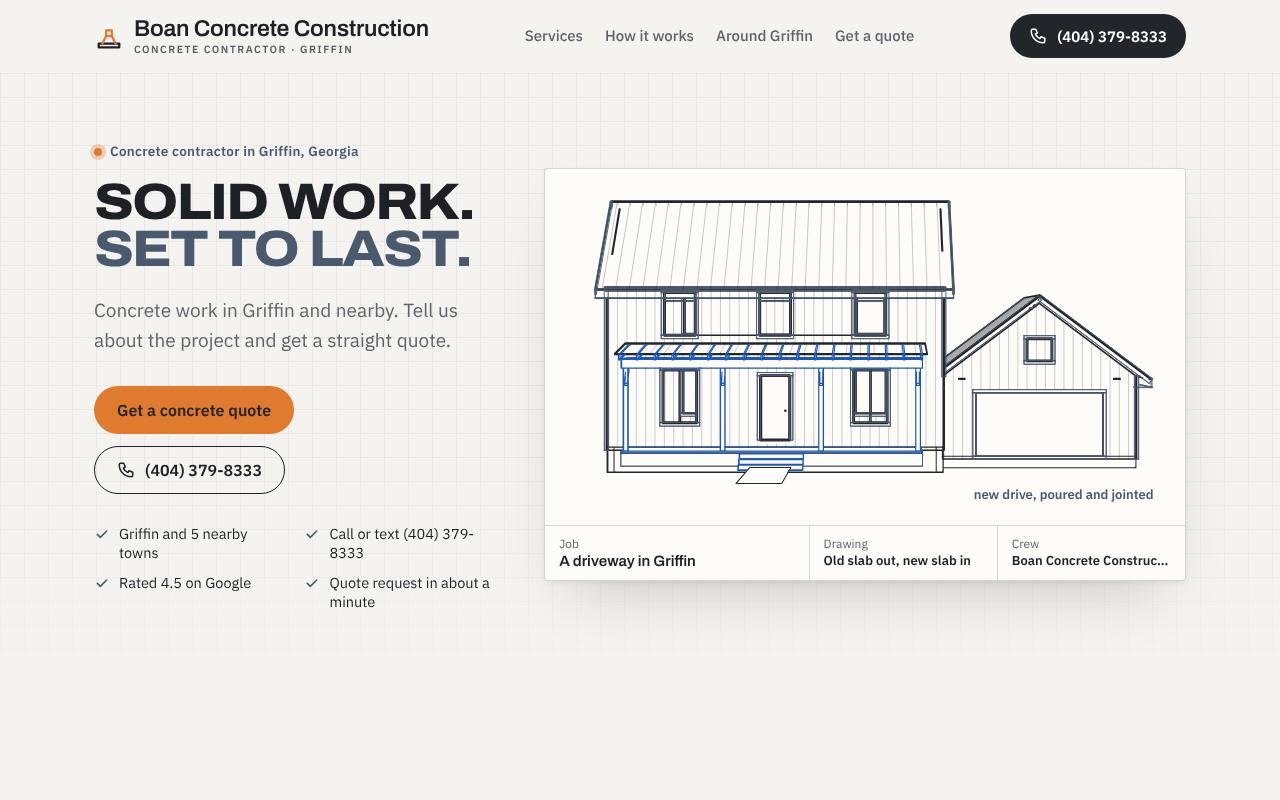 Boan Concrete Construction
CONCRETE CONTRACTOR · GRIFFIN
Services
How it works
Around Griffin
Get a quote
(404) 379-8333
Concrete contractor in Griffin, Georgia
SOLID WORK.
SET TO LAST.
Concrete work in Griffin and nearby. Tell us
about the project and get a straight quote.
Get a concrete quote
(404) 379-8333
Griffin and 5 nearby
towns
Call or text (404) 379-
8333
Rated 4.5 on Google
Quote request in about a
minute
new drive, poured and jointed
Job
A driveway in Griffin
Drawing
Old slab out, new slab in
Crew
Boan Concrete Construc...